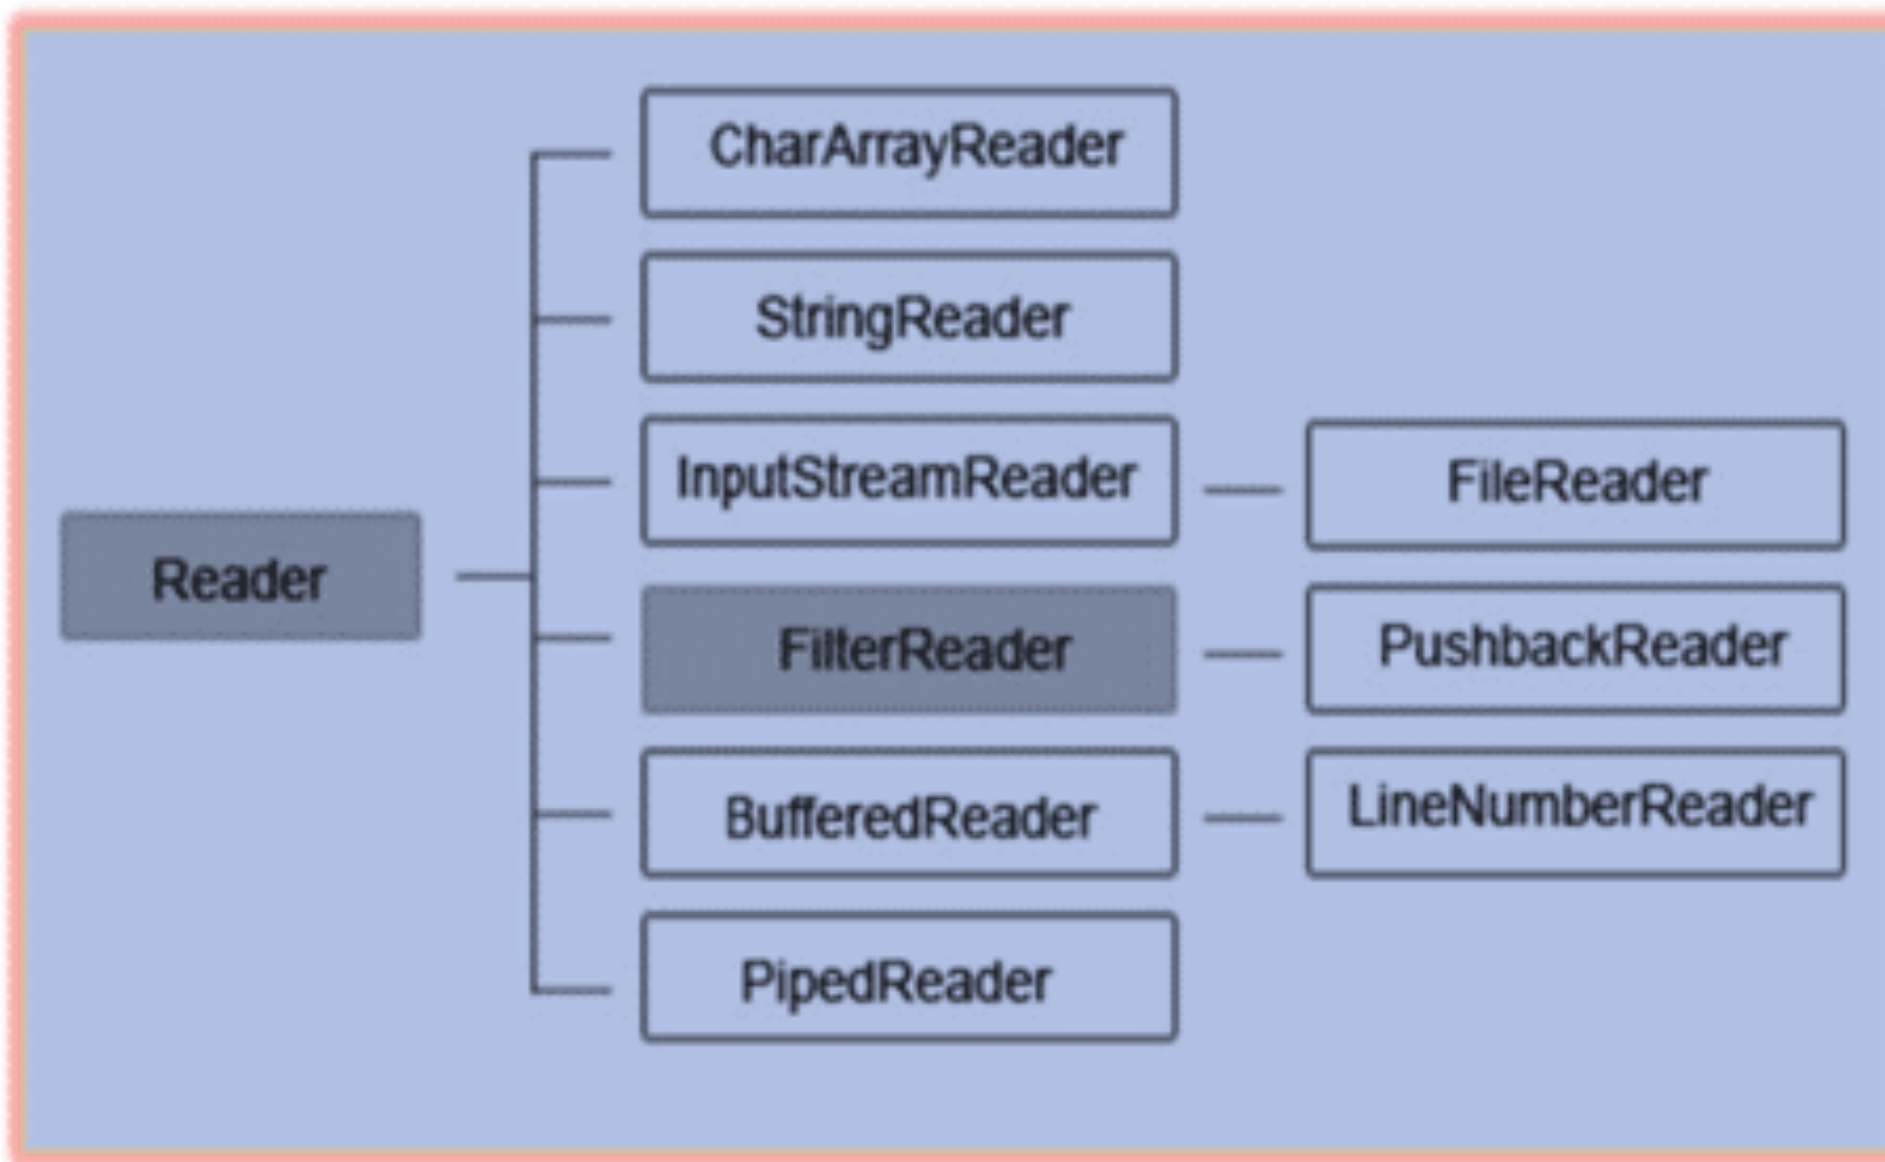 CharArrayReader
StringReader
InputStreamReader
FileReader
Reader
FilterReader
PushbackReader
BufferedReader
LineNumberReader
PipedReader